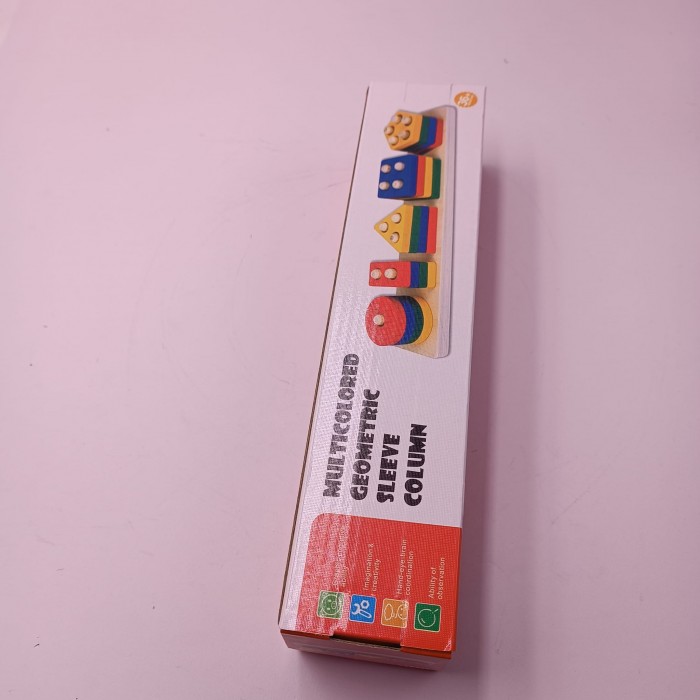 MULTICOLORED
GEOMETRIC
SLEEVE
COLUMN
Imagination &
creativity
Hand-eye-brain
coordination
Ability of
observation